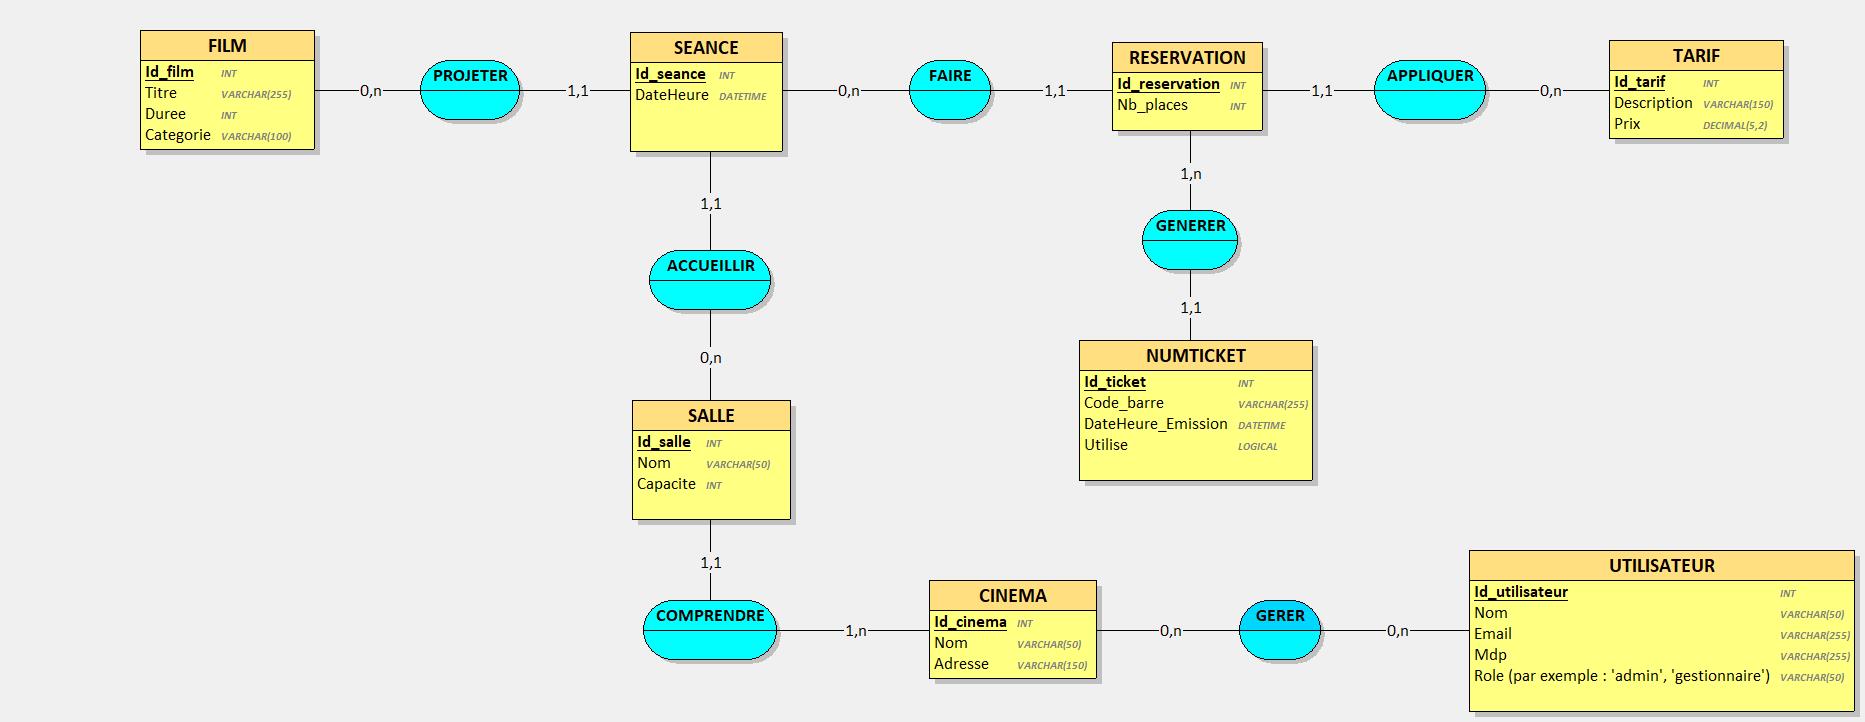 FILM
Id_film INT
Titre VARCHAR(255)
Duree INT
Categorie VARCHAR(100)
0,n
PROJETER
1,1
SEANCE
Id_seance INT
DateHeure DATETIME
0,n
FAIRE
1,1
RESERVATION
Id_reservation INT
Nb_places INT
1,1
APPLIQUER
0,n
TARIF
Id_tarif INT
Description VARCHAR(150)
Prix DECIMAL(5,2)
1,1
ACCUEILLIR
0,n
1,n
GENERER
1,1
SALLE
Id_salle INT
Nom VARCHAR(50)
Capacite INT
NUMTICKET
Id_ticket INT
Code_barre VARCHAR(255)
DateHeure_Emission DATETIME
Utilise LOGICAL
1,1
COMPRENDRE
1,n
CINEMA
Id_cinema INT
Nom VARCHAR(50)
Adresse VARCHAR(150)
0,n
GERER
0,n
UTILISATEUR
Id_utilisateur INT
Nom VARCHAR(50)
Email VARCHAR(255)
Mdp VARCHAR(255)
Role (par exemple : 'admin', 'gestionnaire') VARCHAR(50)